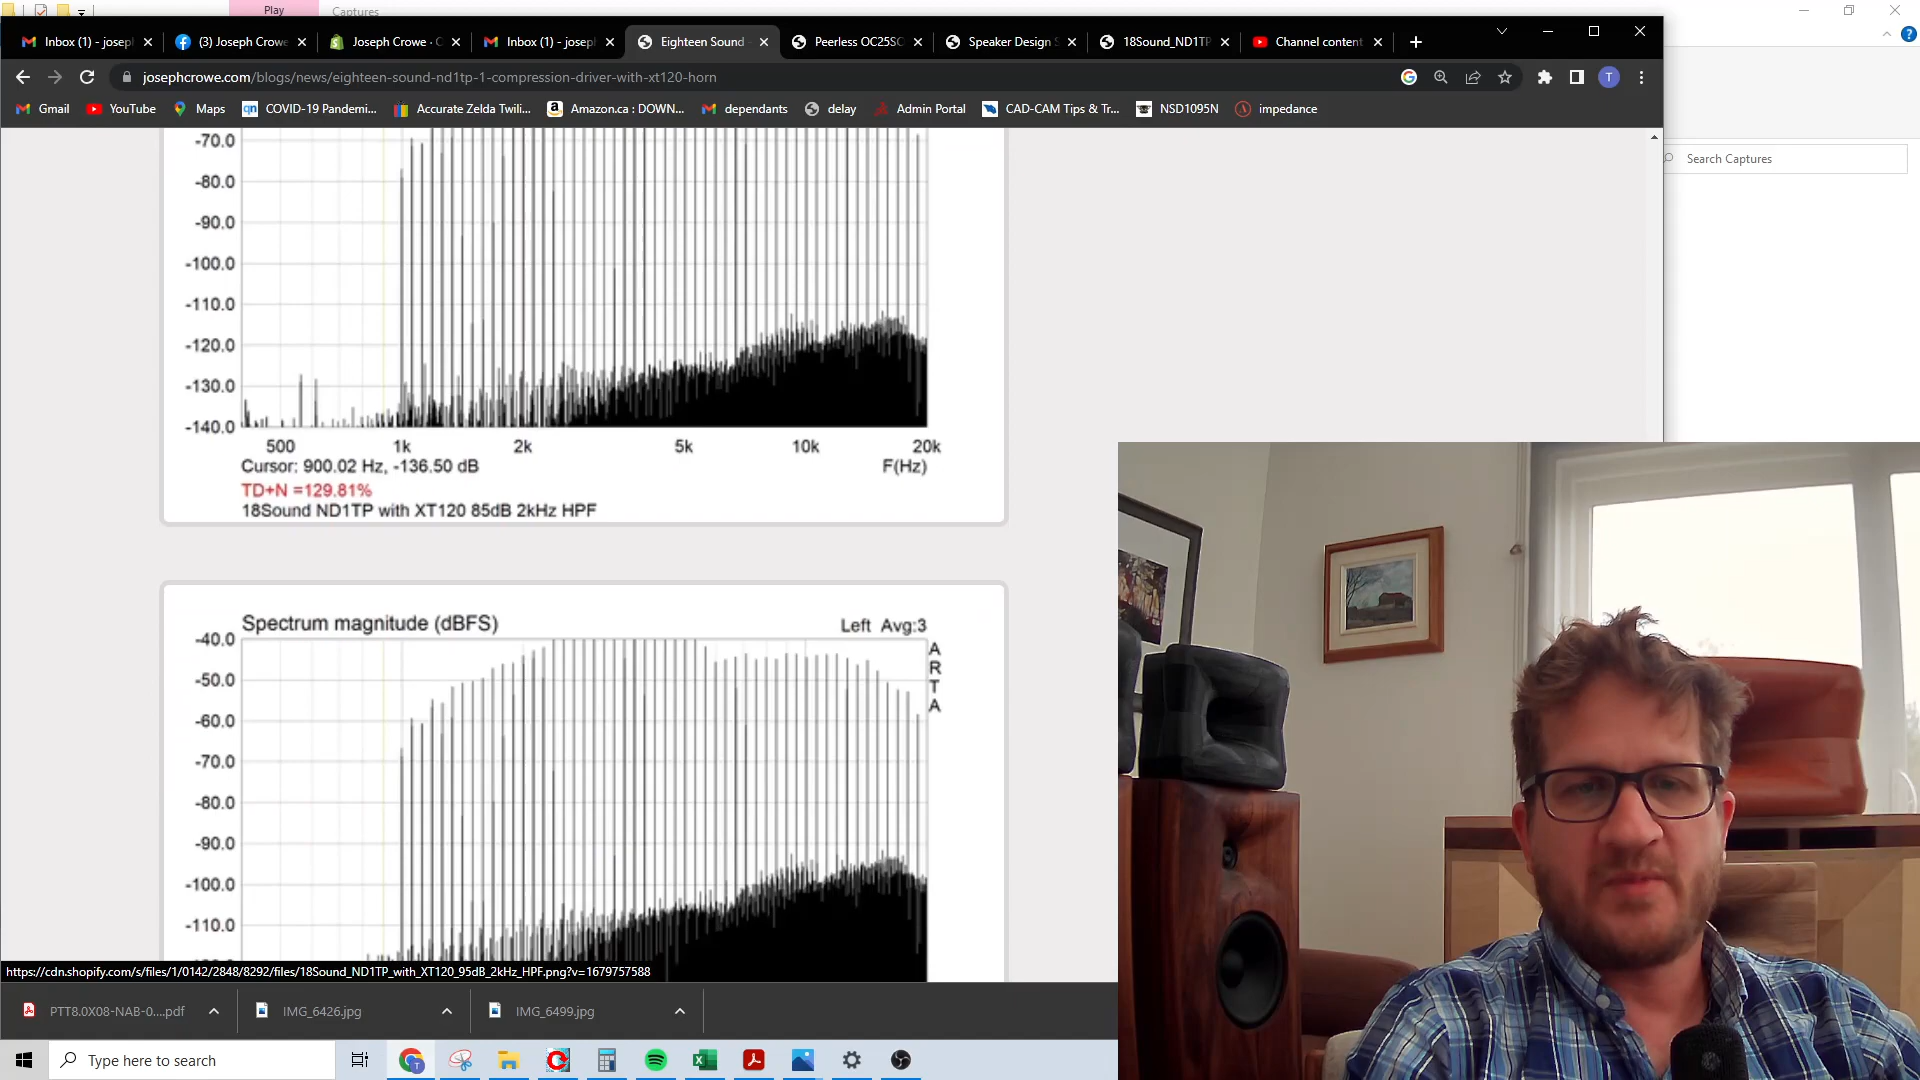 Play
Captures
Inbox (1) - joseph
(3) Joseph Crowe
Joseph Crowe · C
Inbox (1) - joseph
Eighteen Sound
Peerless OC25SC
Speaker Design S
18Sound_ND1TP
Channel content
josephcrowe.com/blogs/news/eighteen-sound-nd1tp-1-compression-driver-with-xt120-horn
T
Gmail
YouTube
Maps
qn COVID-19 Pandemi...
Accurate Zelda Twili...
Amazon.ca : DOWN...
dependants
delay
Admin Portal
CAD-CAM Tips & Tr...
NSD1095N
impedance
Search Captures
-70.0
-80.0
-90.0
-100.0
-110.0
-120.0
-130.0
-140.0
500 1k 2k 5k 10k 20k
Cursor: 900.02 Hz, -136.50 dB F(Hz)
TD+N =129.81%
18Sound ND1TP with XT120 85dB 2kHz HPF
Spectrum magnitude (dBFS) Left Avg:3
-40.0
A
R
T
A
-50.0
-60.0
-70.0
-80.0
-90.0
-100.0
-110.0
https://cdn.shopify.com/s/files/1/0142/2848/8292/files/18Sound_ND1TP_with_XT120_95dB_2kHz_HPF.png?v=1679757588
PTT8.0X08-NAB-0....pdf
IMG_6426.jpg
IMG_6499.jpg
Type here to search